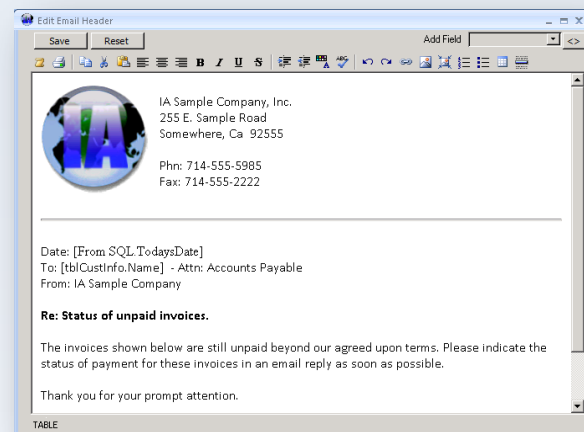 Edit Email Header
Save Reset Add Field
IA
IA Sample Company, Inc.
255 E. Sample Road
Somewhere, Ca 92555
Phn: 714-555-5985
Fax: 714-555-2222
Date: [From SQL.TodaysDate]
To: [tblCustInfo.Name] - Attn: Accounts Payable
From: IA Sample Company
Re: Status of unpaid invoices.
The invoices shown below are still unpaid beyond our agreed upon terms. Please indicate the
status of payment for these invoices in an email reply as soon as possible.
Thank you for your prompt attention.
TABLE